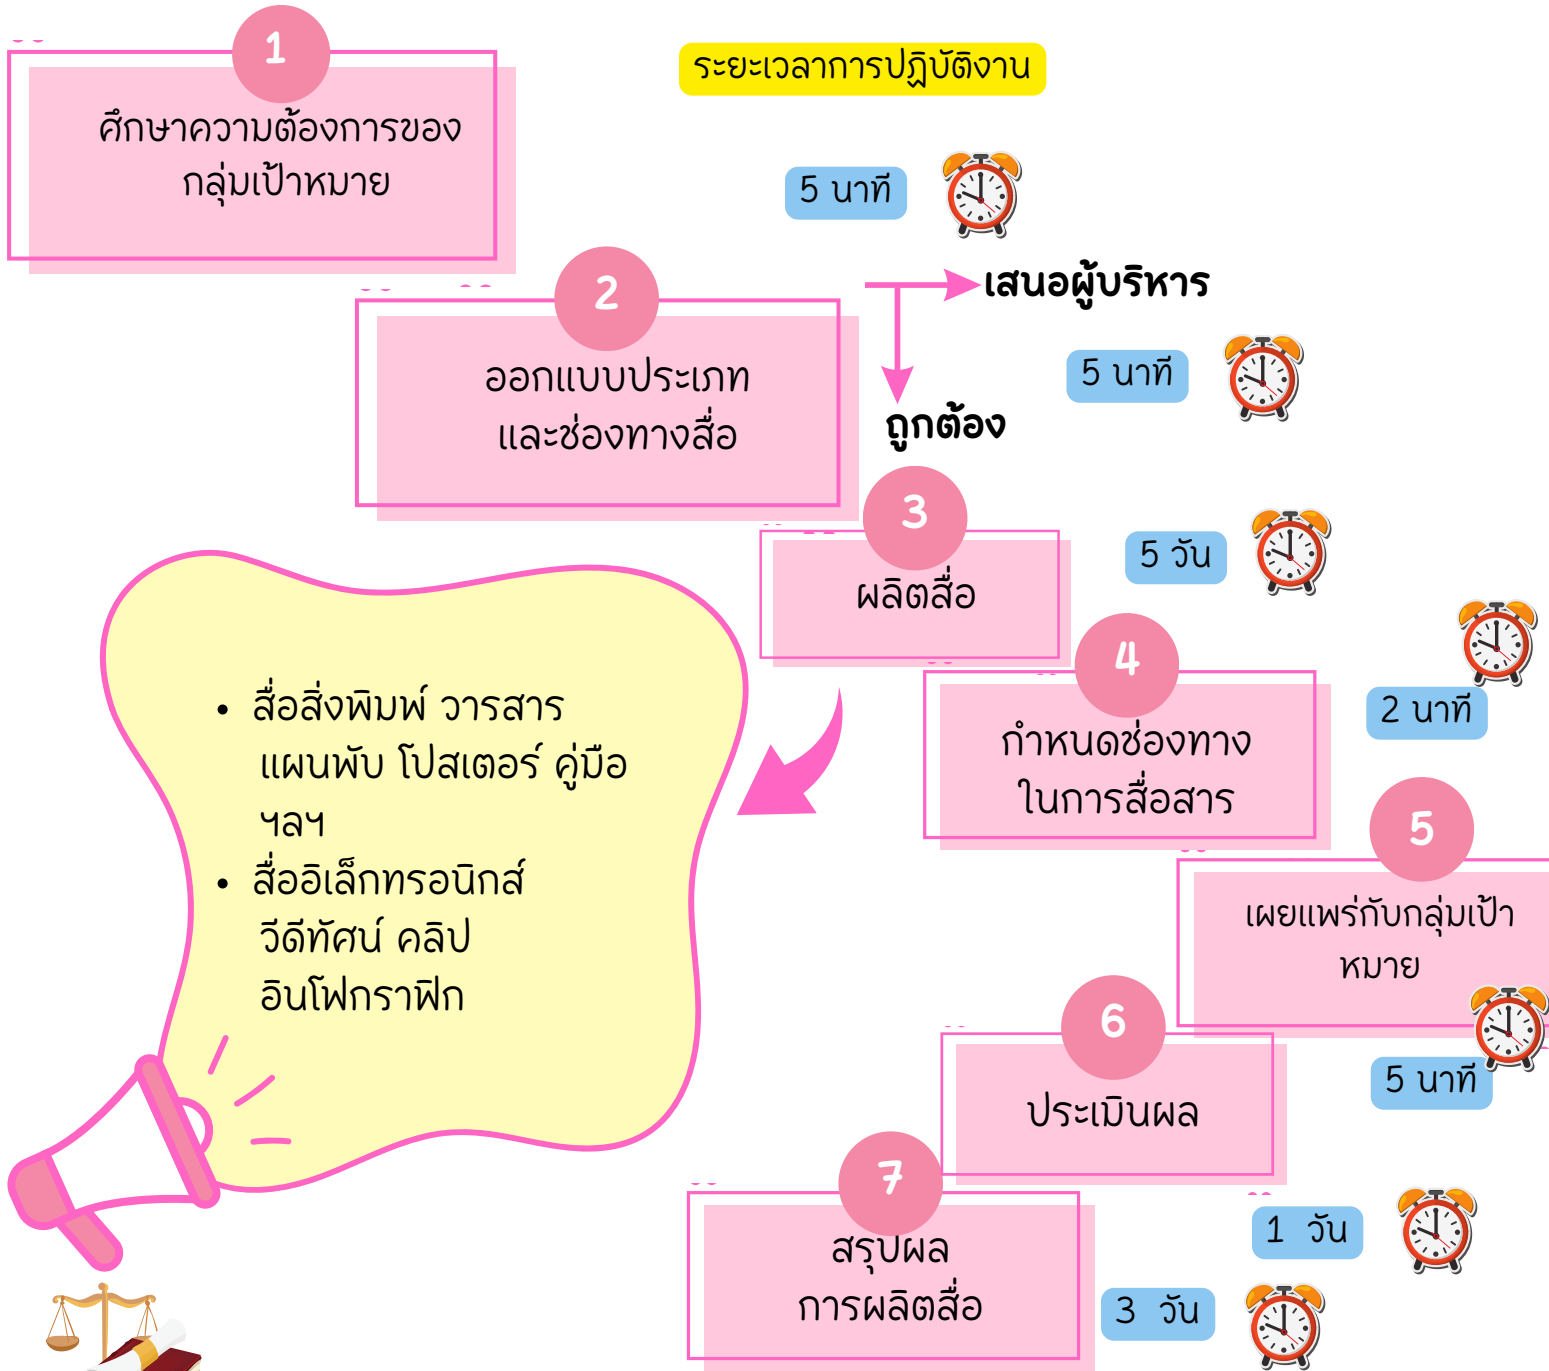 1
ศึกษาความต้องการของ
กลุ่มเป้าหมาย
ระยะเวลาการปฏิบัติงาน
5 นาที
2
ออกแบบประเภท
และช่องทางสื่อ
เสนอผู้บริหาร
ถูกต้อง
5 นาที
3
ผลิตสื่อ
5 วัน
4
กำหนดช่องทาง
ในการสื่อสาร
2 นาที
• สื่อสิ่งพิมพ์ วารสาร
แผนพับ โปสเตอร์ คู่มือ
ฯลฯ
• สื่ออิเล็กทรอนิกส์
วีดีทัศน์ คลิป
อินโฟกราฟิก
5
เผยแพร่กับกลุ่มเป้า
หมาย
5 นาที
6
ประเมินผล
1 วัน
7
สรุปผล
การผลิตสื่อ
3 วัน